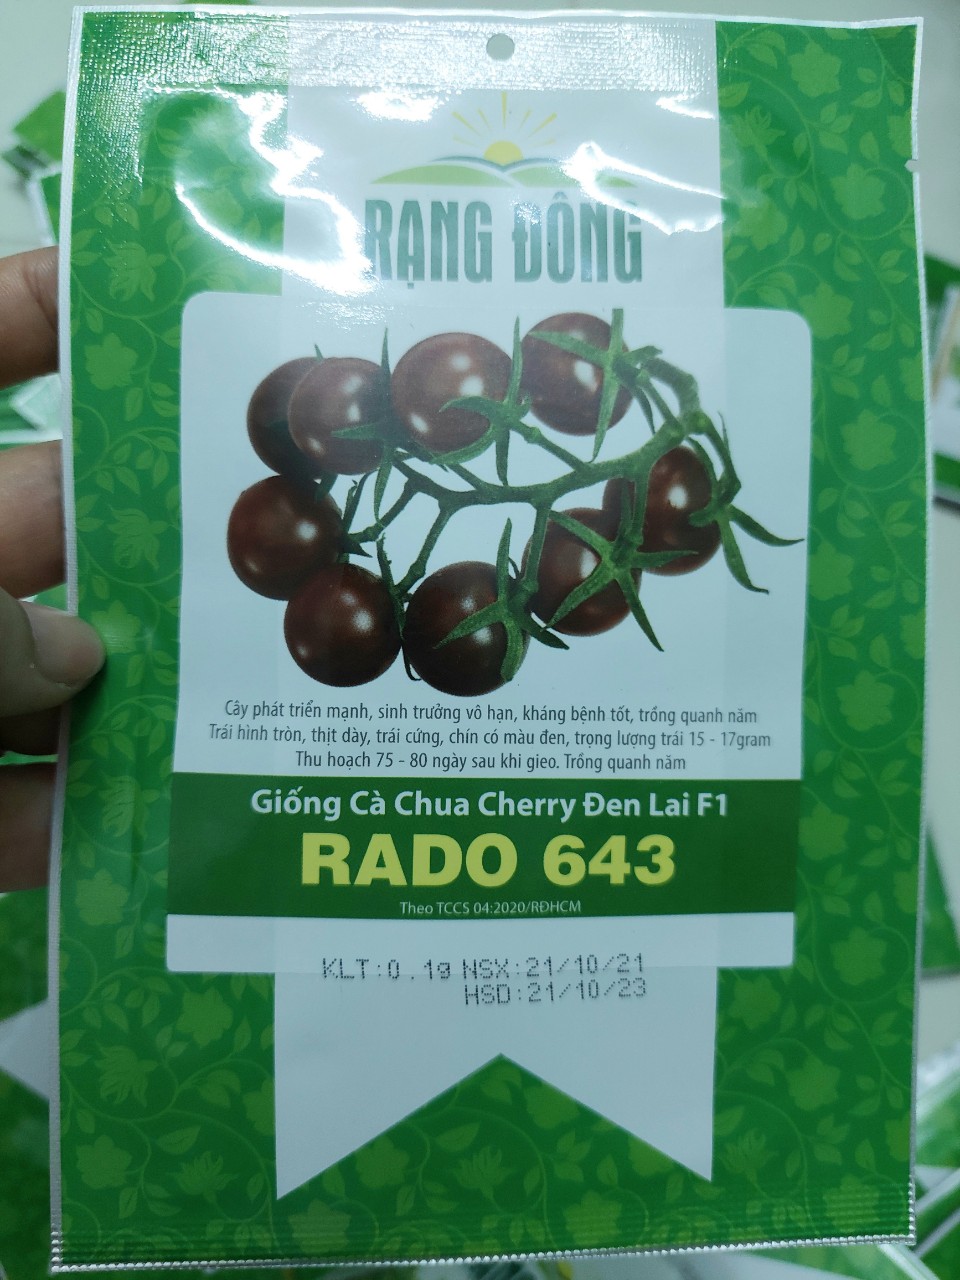 RẠNG ĐÔNG
Cây phát triển mạnh, sinh trưởng vô hạn, kháng bệnh tốt, trồng quanh năm
Trái hình tròn, thịt dày, trái cứng, chín có màu đen, trọng lượng trái 15 - 17gram
Thu hoạch 75 - 80 ngày sau khi gieo. Trồng quanh năm
Giống Cà Chua Cherry Đen Lai F1
RADO 643
Theo TCCS 04:2020/RĐHCM
KLT:0.1g NSX:21/10/21
HSD:21/10/23